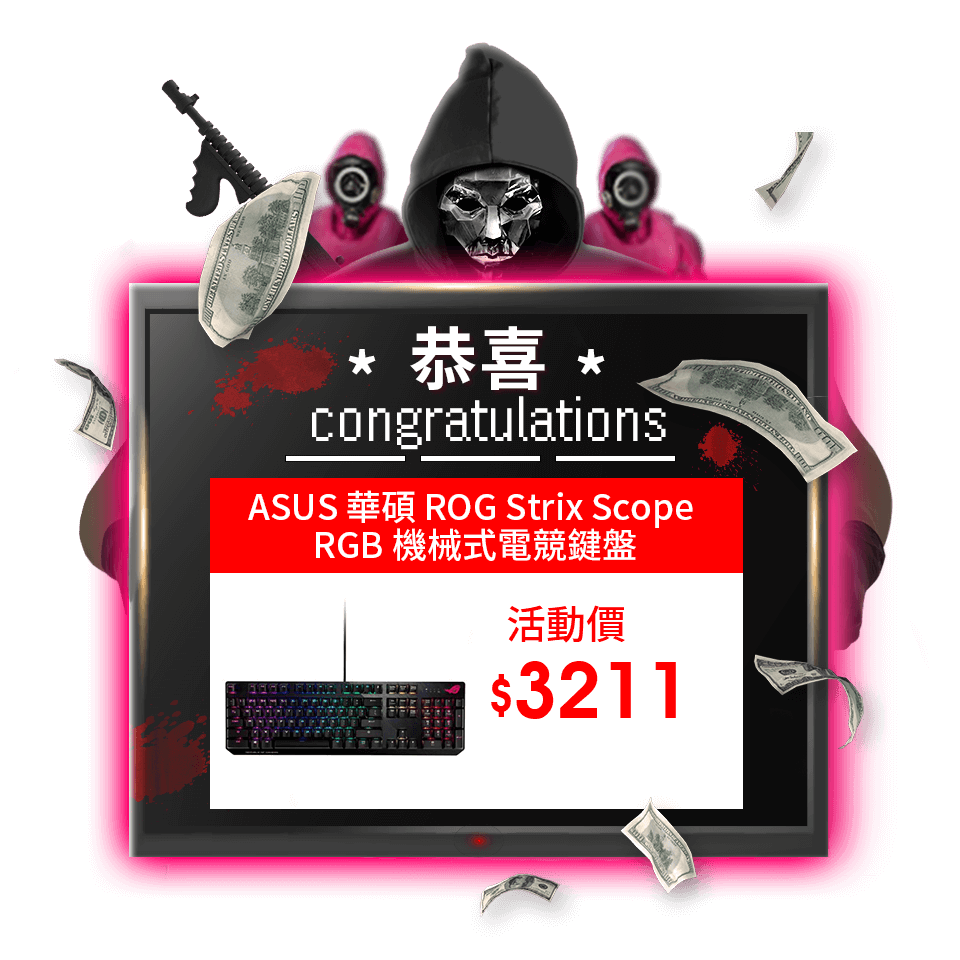 * 恭喜 *
congratulations
ASUS 華碩 ROG Strix Scope
RGB 機械式電競鍵盤
活動價
$3211